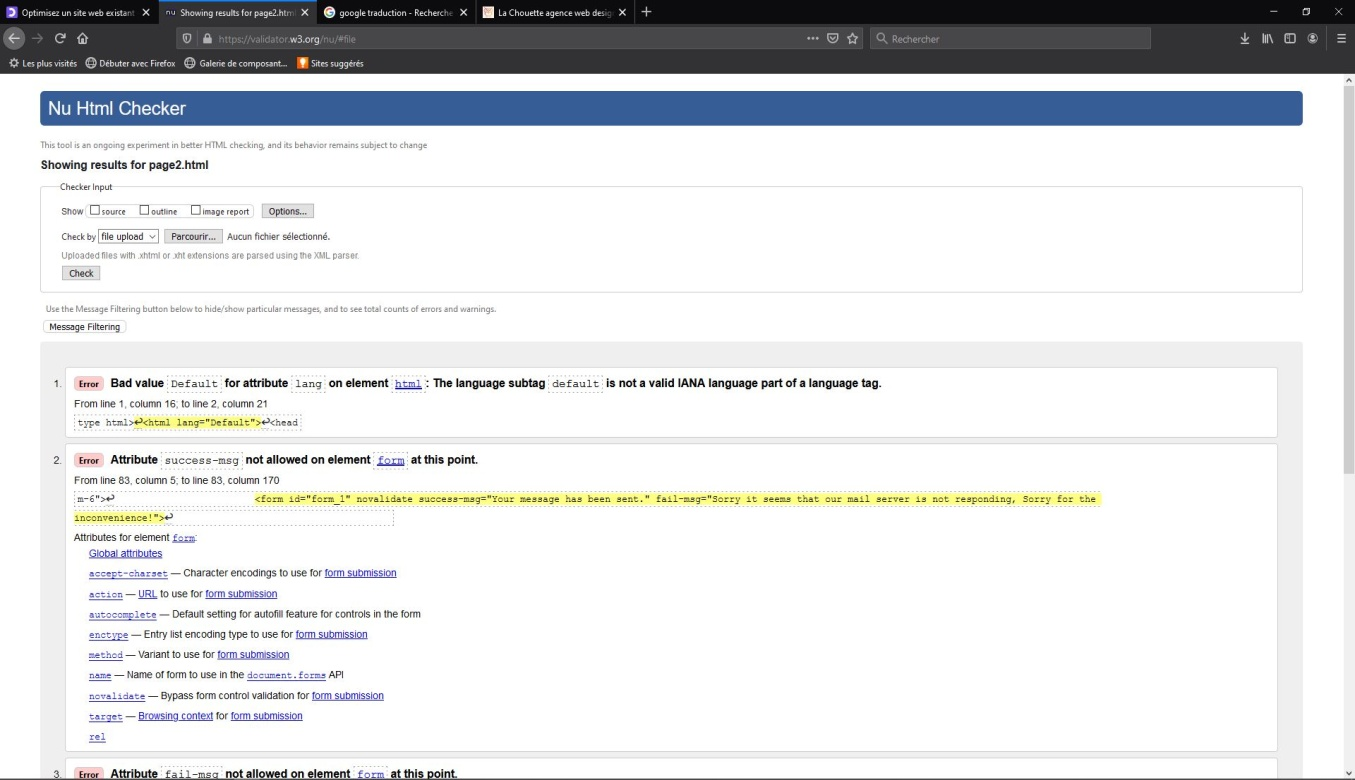 Optimisez un site web existant
Showing results for page2.html
google traduction - Recherche
La Chouette agence web design
https://validator.w3.org/nu/#file
Rechercher
Les plus visités Débuter avec Firefox Galerie de composant... Sites suggérés
Nu Html Checker
This tool is an ongoing experiment in better HTML checking, and its behavior remains subject to change
Showing results for page2.html
Checker Input
Show source outline image report Options...
Check by file upload Parcourir... Aucun fichier sélectionné.
Uploaded files with .xhtml or .xht extensions are parsed using the XML parser.
Check
Use the Message Filtering button below to hide/show particular messages, and to see total counts of errors and warnings.
Message Filtering
1. Error Bad value Default for attribute lang on element html: The language subtag default is not a valid IANA language part of a language tag.
From line 1, column 16; to line 2, column 21
type html>↩<html lang="Default">↩<head
2. Error Attribute success-msg not allowed on element form at this point.
From line 83, column 5; to line 83, column 170
m-6">↩ <form id="form_1" novalidate success-msg="Your message has been sent." fail-msg="Sorry it seems that our mail server is not responding, Sorry for the
inconvenience!">↩
Attributes for element form:
Global attributes
accept-charset — Character encodings to use for form submission
action — URL to use for form submission
autocomplete — Default setting for autofill feature for controls in the form
enctype — Entry list encoding type to use for form submission
method — Variant to use for form submission
name — Name of form to use in the document.forms API
novalidate — Bypass form control validation for form submission
target — Browsing context for form submission
rel
3. Error Attribute fail-msg not allowed on element form at this point.